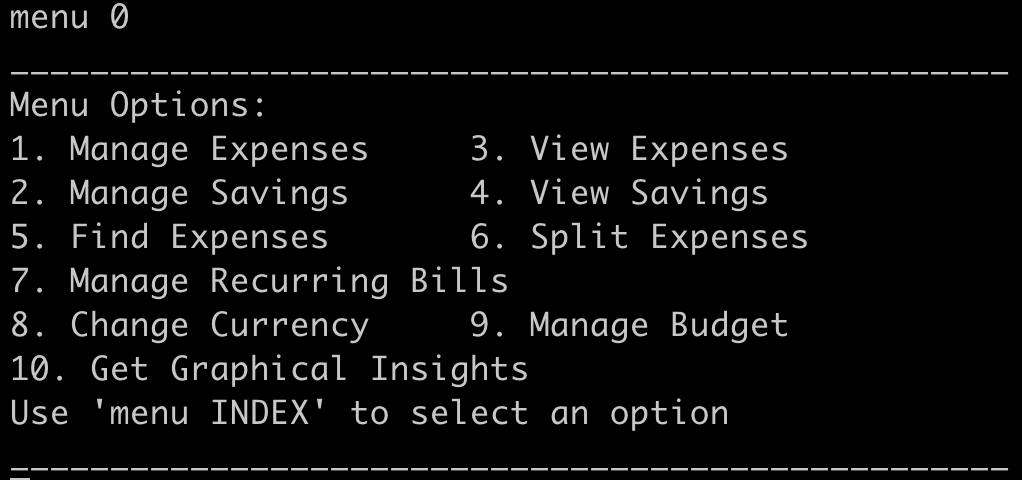 menu 0
--------------------------------------------------
Menu Options:
1. Manage Expenses     3. View Expenses
2. Manage Savings      4. View Savings
5. Find Expenses       6. Split Expenses
7. Manage Recurring Bills
8. Change Currency     9. Manage Budget
10. Get Graphical Insights
Use 'menu INDEX' to select an option
--------------------------------------------------